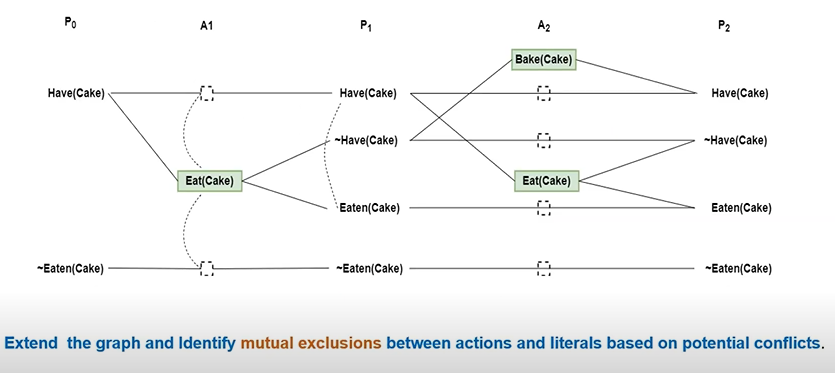 P0 A1 P1 A2 P2
Bake(Cake)
Have(Cake) Have(Cake) Have(Cake)
~Have(Cake) ~Have(Cake)
Eat(Cake) Eat(Cake)
Eaten(Cake) Eaten(Cake)
~Eaten(Cake) ~Eaten(Cake) ~Eaten(Cake)
Extend the graph and Identify mutual exclusions between actions and literals based on potential conflicts.